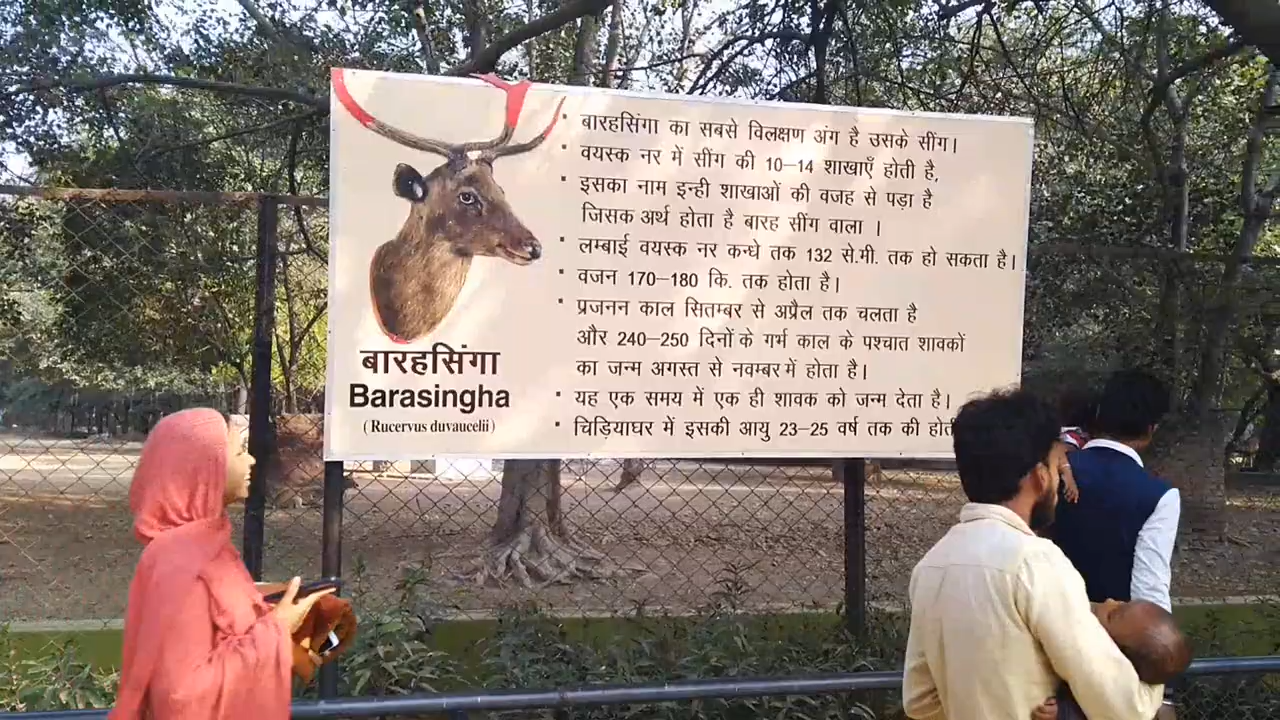 बारहसिंगा
Barasingha
(Rucervus duvaucelii)
बारहसिंगा का सबसे विलक्षण अंग है उसके सींग।
वयस्क नर में सींग की 10–14 शाखाएँ होती है,
इसका नाम इन्ही शाखाओं की वजह से पड़ा है
जिसक अर्थ होता है बारह सींग वाला ।
लम्बाई वयस्क नर कन्धे तक 132 से.मी. तक हो सकता है।
वजन 170–180 कि. तक होता है।
प्रजनन काल सितम्बर से अप्रैल तक चलता है
और 240–250 दिनों के गर्भ काल के पश्चात शावकों
का जन्म अगस्त से नवम्बर में होता है।
यह एक समय में एक ही शावक को जन्म देता है।
चिड़ियाघर में इसकी आयु 23–25 वर्ष तक की